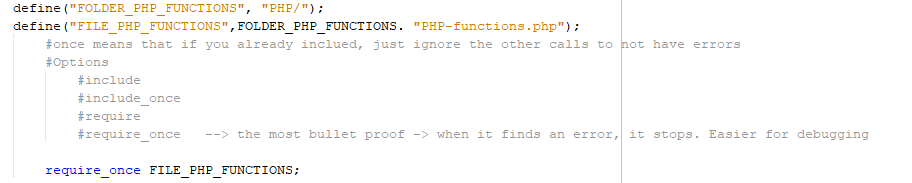 define("FOLDER_PHP_FUNCTIONS", "PHP/");
define("FILE_PHP_FUNCTIONS",FOLDER_PHP_FUNCTIONS. "PHP-functions.php");
#once means that if you already inclued, just ignore the other calls to not have errors
#Options
#include
#include_once
#require
#require_once --> the most bullet proof -> when it finds an error, it stops. Easier for debugging
require_once FILE_PHP_FUNCTIONS;